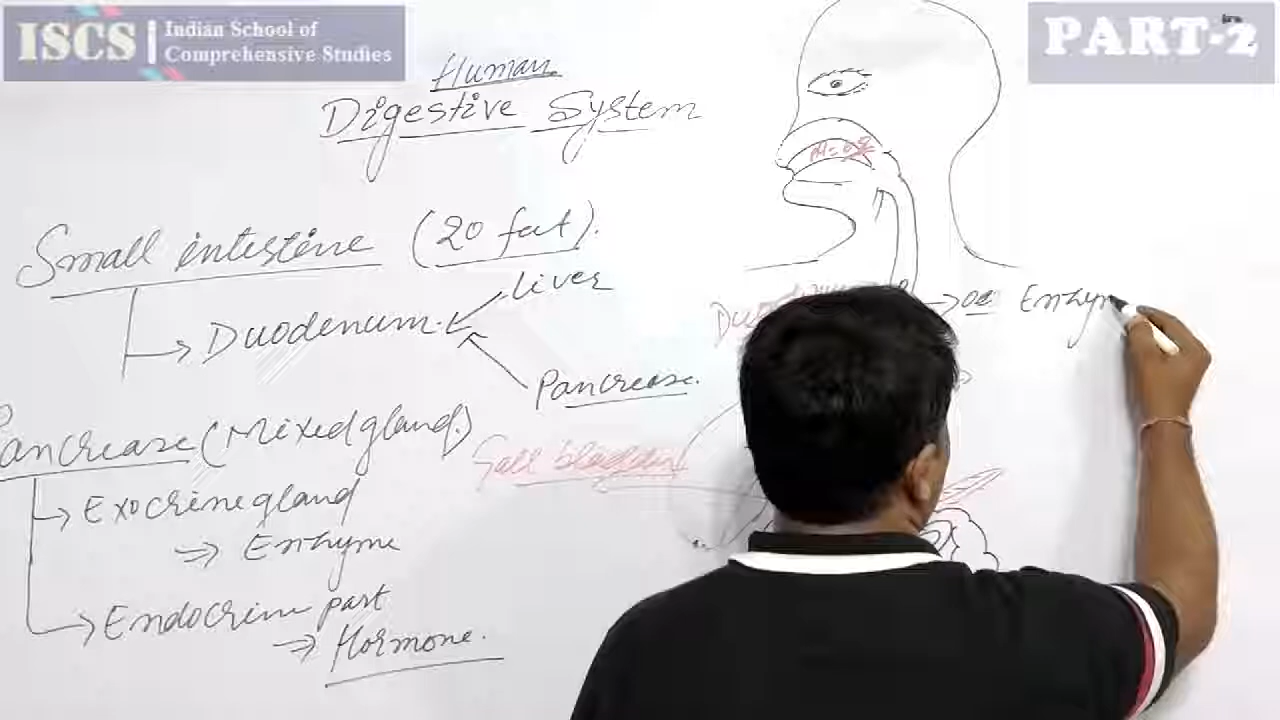 ISCS | Indian School of
Comprehensive Studies
PART-2
Human
Digestive System
Small intestine (20 feet).
Duodenum
Liver
Pancrease.
Pancrease (Mixed gland.)
Exocrine gland
⇒ Enzyme
Endocrine part
⇒ Hormone.
Gall bladder
Enzym